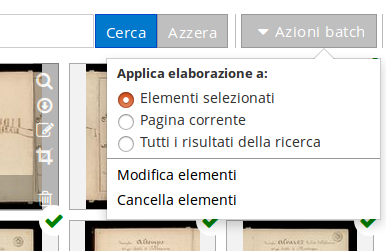 Cerca Azzera Azioni batch
Applica elaborazione a:
Elementi selezionati
Pagina corrente
Tutti i risultati della ricerca
Modifica elementi
Cancella elementi